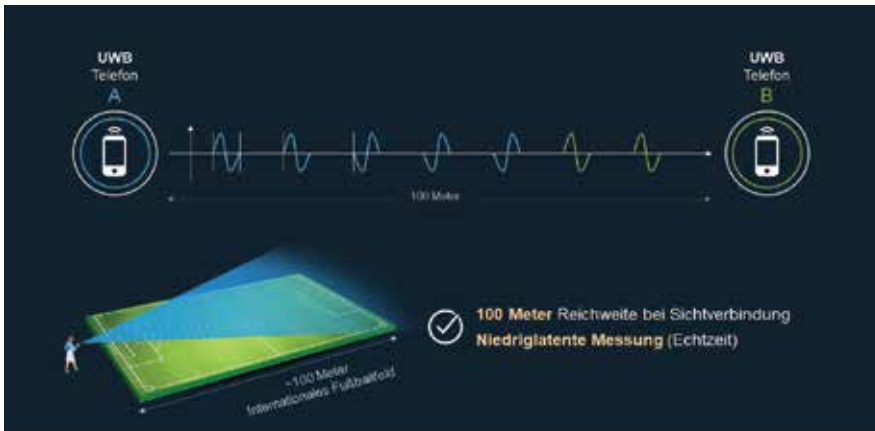 UWB
Telefon
A
UWB
Telefon
B
100 Meter
100 Meter Reichweite bei Sichtverbindung
Niedriglatente Messung (Echtzeit)
~100 Meter
Internationales Fußballfeld